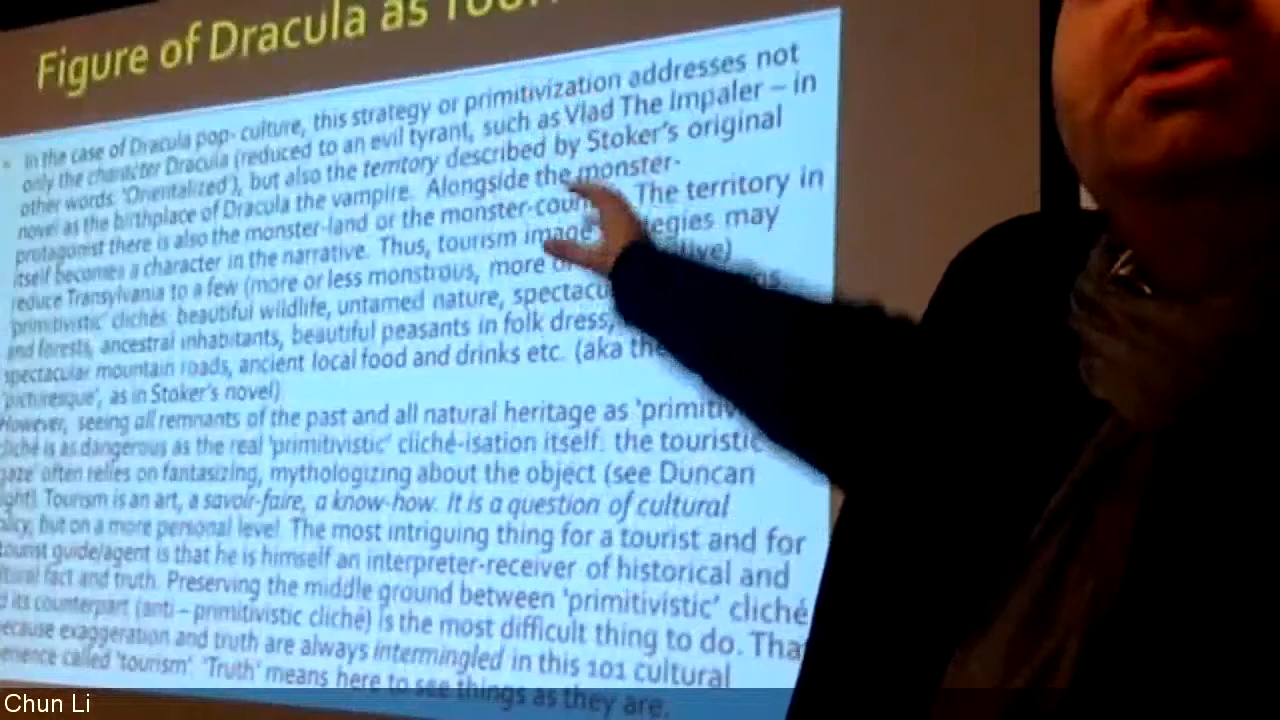 Figure of Dracula as
In the case of Dracula pop- culture, this strategy or primitivization addresses not
only the character Dracula (reduced to an evil tyrant, such as Vlad The Impaler – in
other words: 'Orientalized'), but also the territory described by Stoker's original
novel as the birthplace of Dracula the vampire. Alongside the monster-
protagonist there is also the monster-land or the The territory in
itself becomes a character in the narrative. Thus, tourism image may
reduce Transylvania to a few (more or less monstrous, more
'primitivistic' clichés- beautiful wildlife, untamed nature,
and forests, ancestral inhabitants, beautiful peasants in folk dress,
spectacular mountain roads, ancient local food and drinks etc. (aka
'picturesque', as in Stoker's novel)
However, seeing all remnants of the past and all natural heritage as
cliché is as dangerous as the real 'primitivistic' cliché-isation itself: the touristic
often relies on fantasizing, mythologizing about the object (see Duncan
Tourism is an art, a savoir-faire, a know-how. It is a question of cultural
but on a more personal level. The most intriguing thing for a tourist and for
tourist guide/agent is that he is himself an interpreter-receiver of historical and
fact and truth. Preserving the middle ground between 'primitivistic' cliché
its counterpart (anti – primitivistic cliché) is the most difficult thing to do.
exaggeration and truth are always intermingled in this 101 cultural
called 'tourism'. 'Truth' means here to see things as they are.
Chun Li